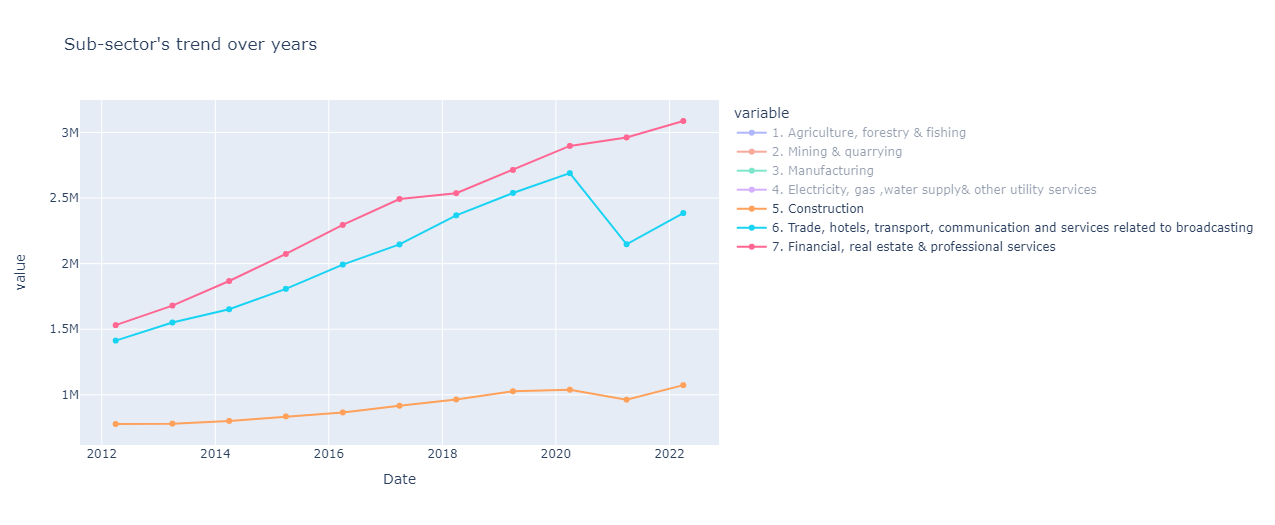 Sub-sector's trend over years
variable
1. Agriculture, forestry & fishing
2. Mining & quarrying
3. Manufacturing
4. Electricity, gas ,water supply& other utility services
5. Construction
6. Trade, hotels, transport, communication and services related to broadcasting
7. Financial, real estate & professional services
value
3M
2.5M
2M
1.5M
1M
2012 2014 2016 2018 2020 2022
Date